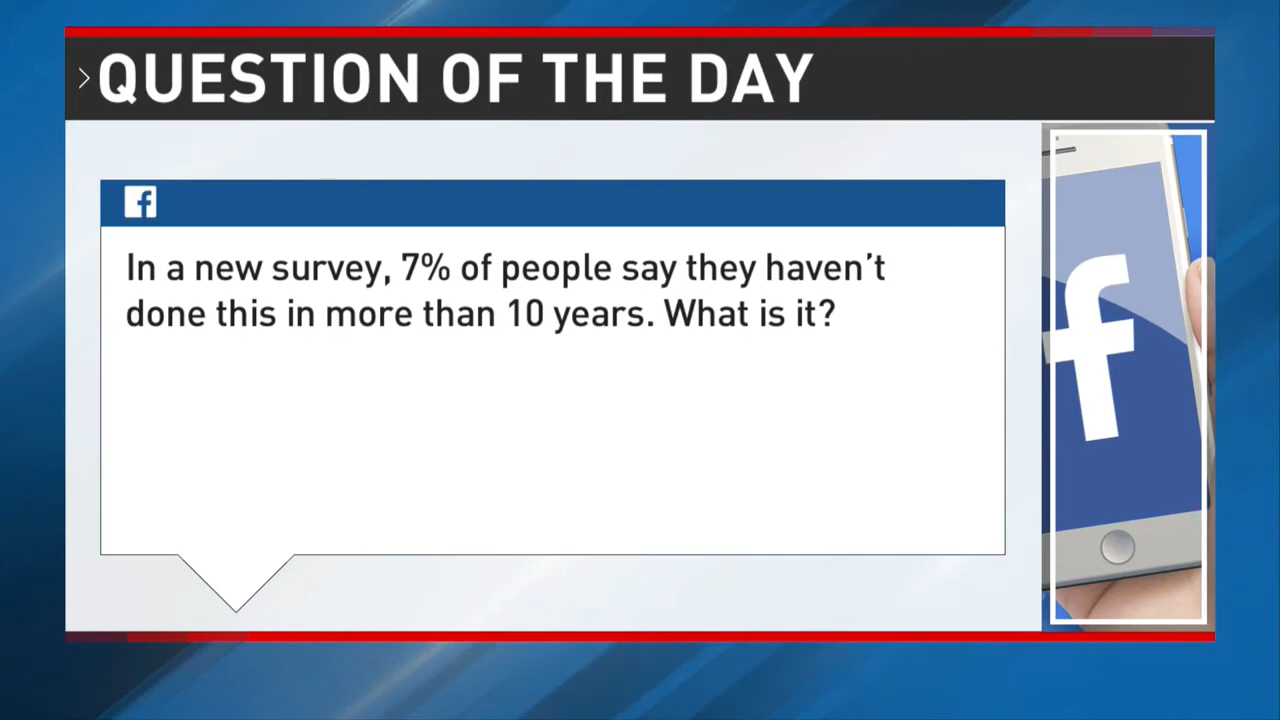 QUESTION OF THE DAY
In a new survey, 7% of people say they haven't
done this in more than 10 years. What is it?